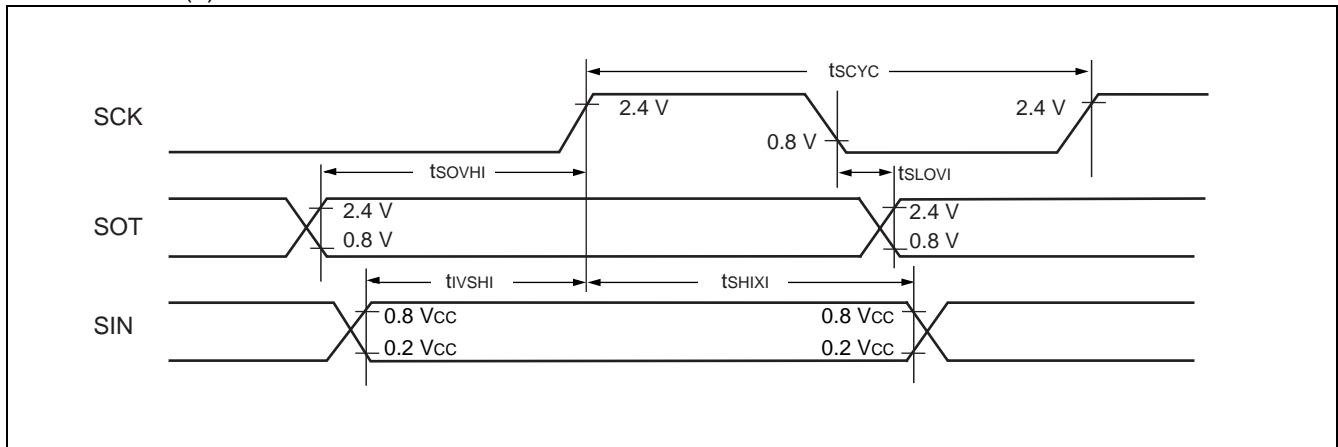 tSCYC
SCK
2.4 V
2.4 V
0.8 V
tSOVHI
tSLOVI
SOT
2.4 V
2.4 V
0.8 V
0.8 V
tIVSHI
tSHIXI
SIN
0.8 VCC
0.8 VCC
0.2 VCC
0.2 VCC